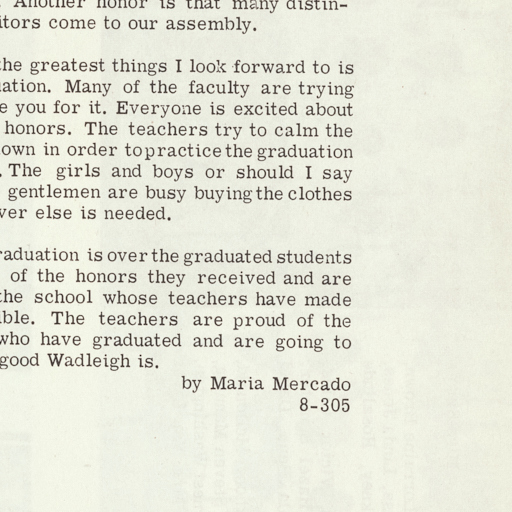 Another honor is that many distin-
itors come to our assembly.
the greatest things I look forward to is
ation. Many of the faculty are trying
e you for it. Everyone is excited about
honors. The teachers try to calm the
own in order to practice the graduation
. The girls and boys or should I say
gentlemen are busy buying the clothes
ver else is needed.
raduation is over the graduated students
of the honors they received and are
the school whose teachers have made
ble. The teachers are proud of the
who have graduated and are going to
good Wadleigh is.
by Maria Mercado
8-305